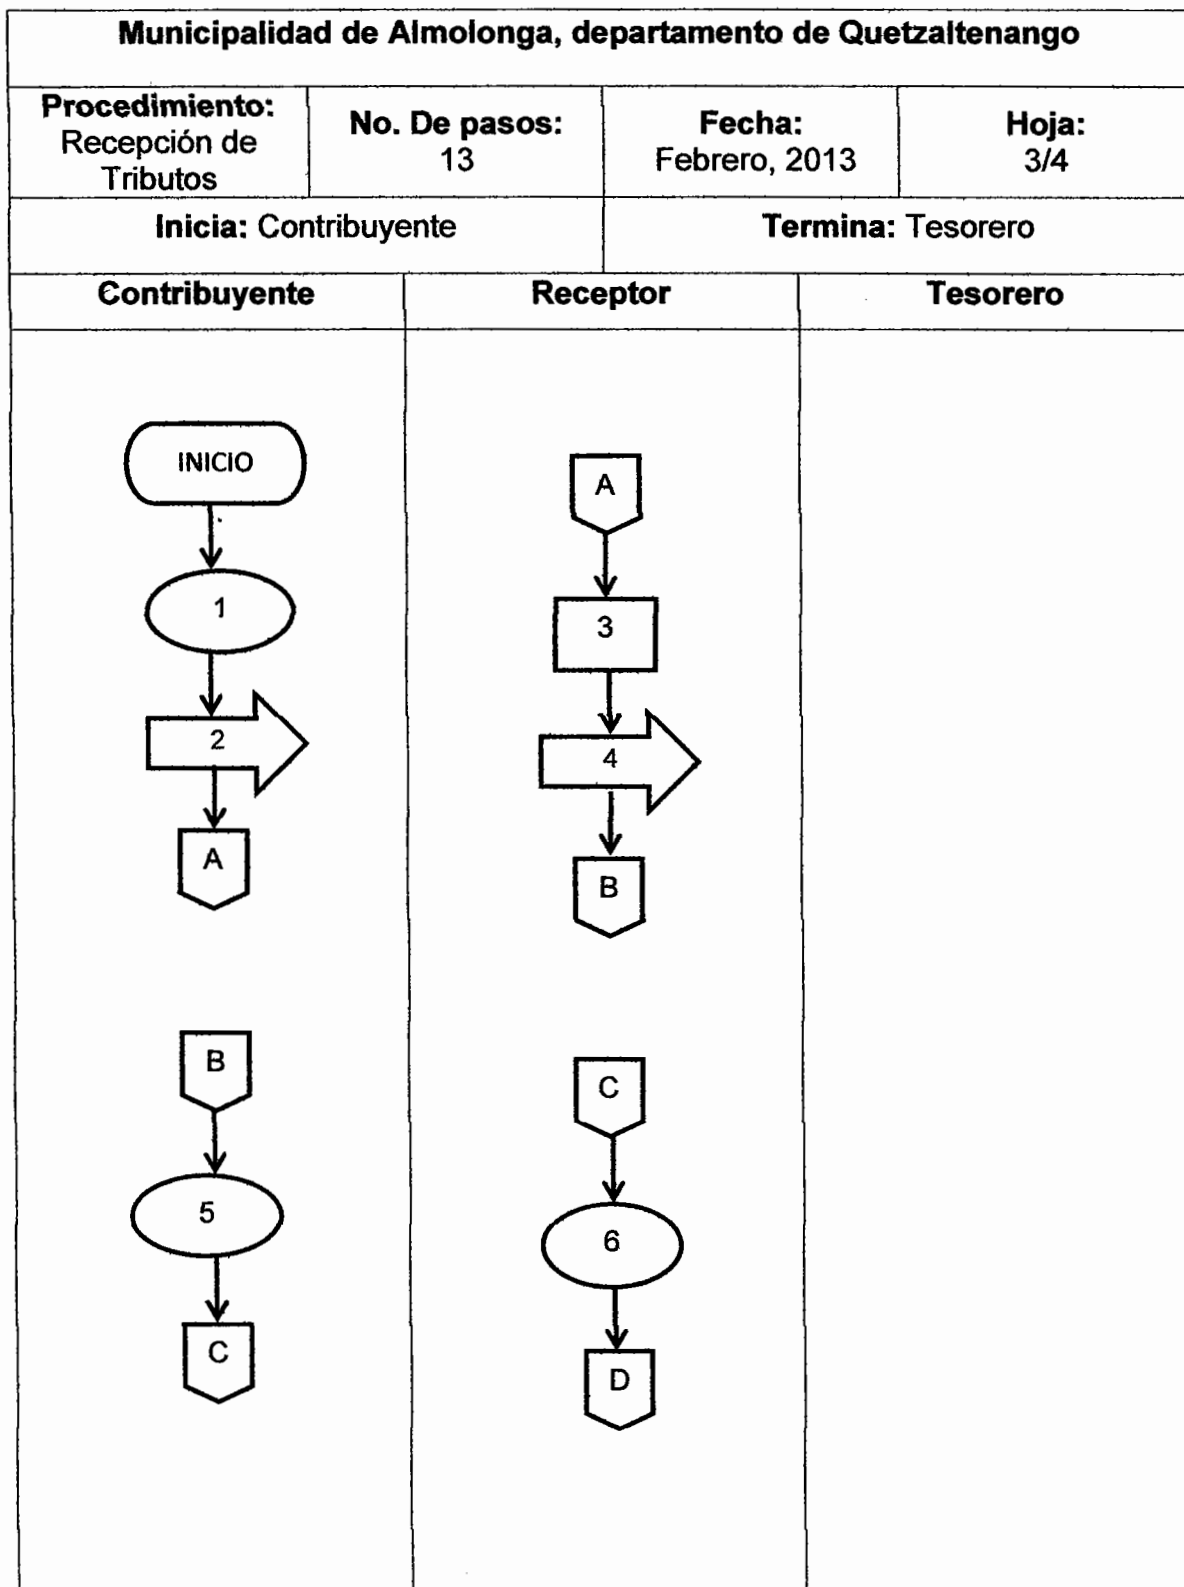 Municipalidad de Almolonga, departamento de Quetzaltenango
Procedimiento:
Recepción de
Tributos
No. De pasos:
13
Fecha:
Febrero, 2013
Hoja:
3/4
Inicia: Contribuyente
Termina: Tesorero
Contribuyente
Receptor
Tesorero
INICIO
1
2
A
B
5
C
A
3
4
B
C
6
D